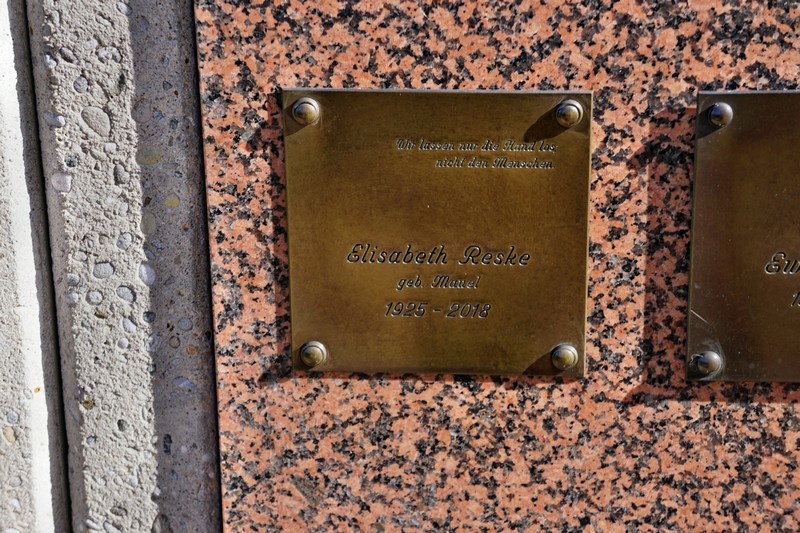 Wir lassen nur die Hand los,
nicht den Menschen.
Elisabeth Reske
geb. Mauel
1925 - 2018